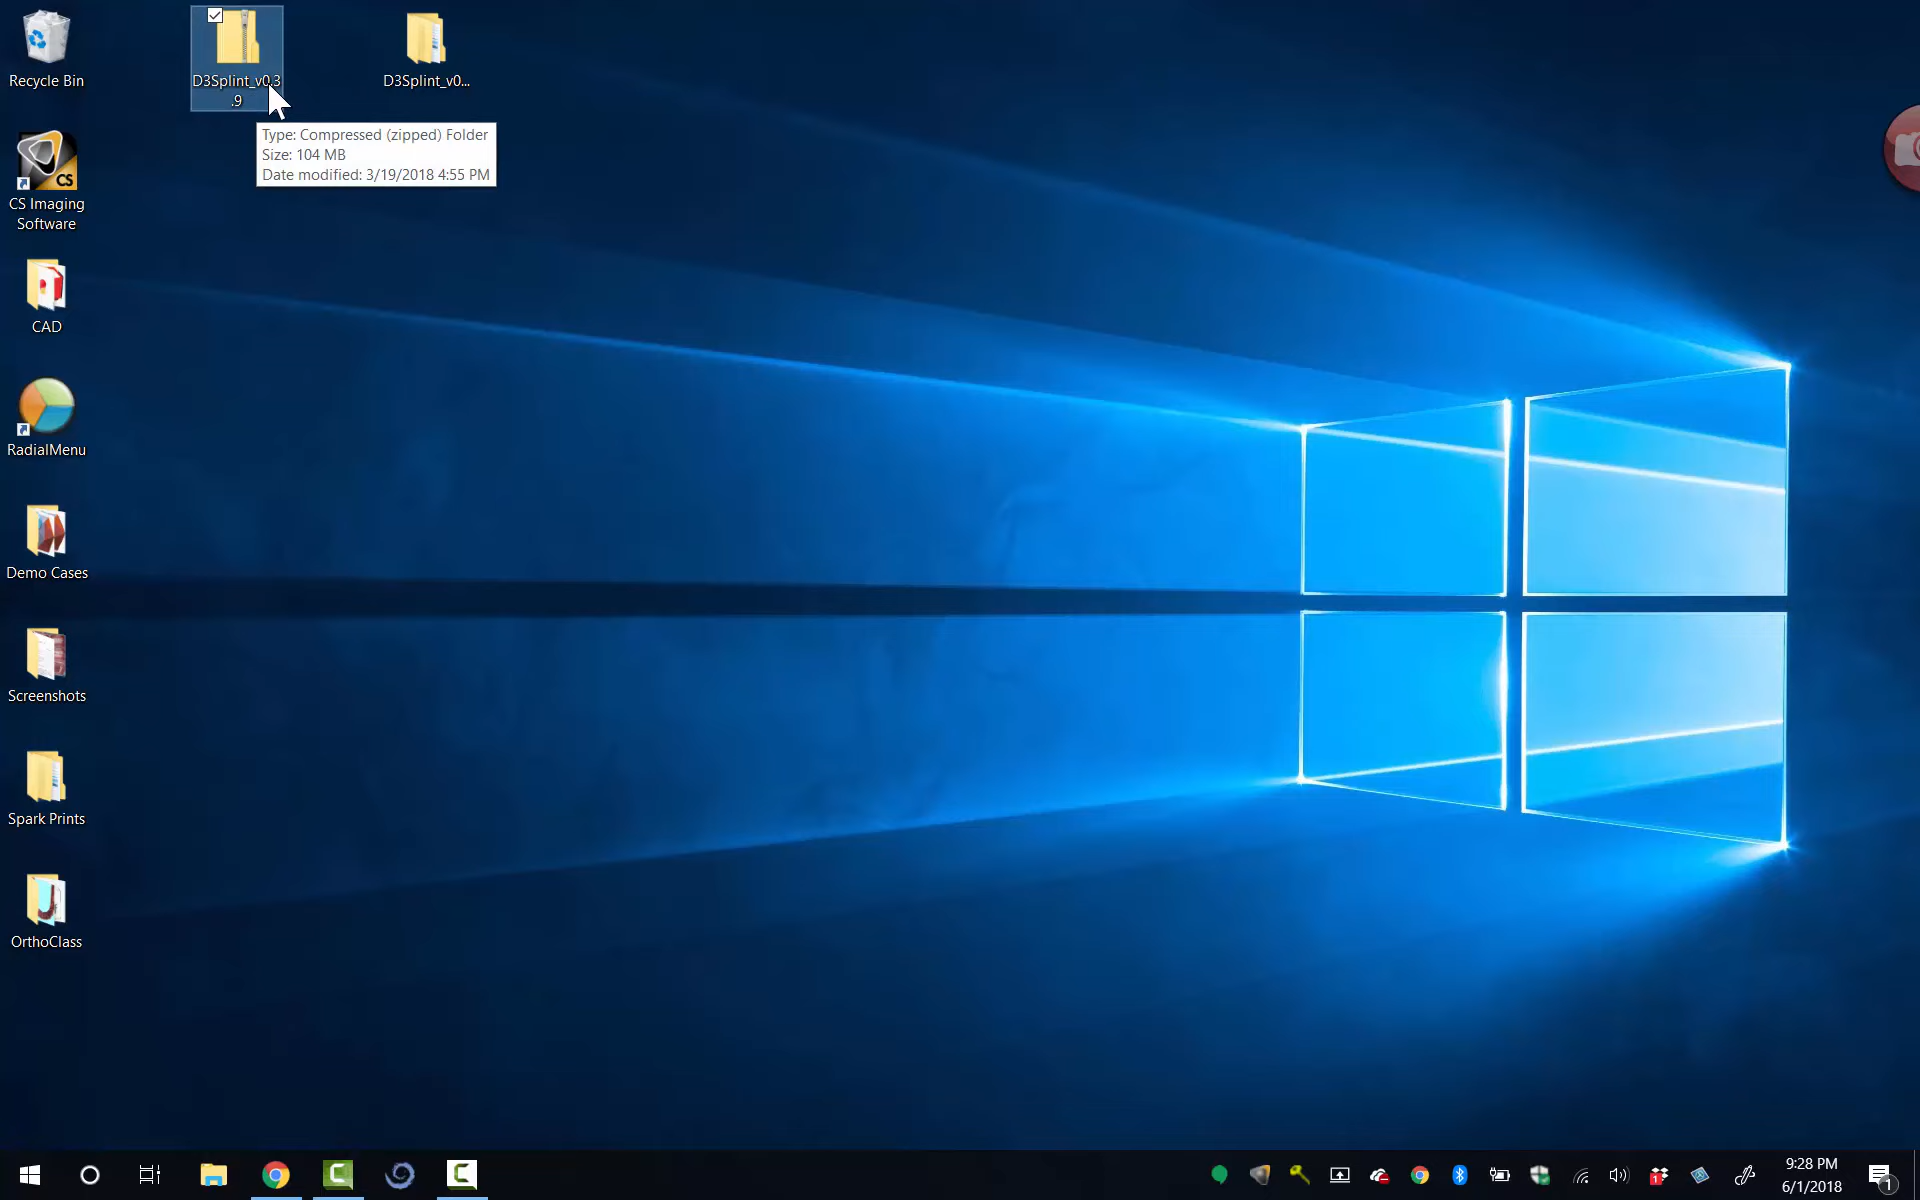 Recycle Bin
D3Splint_v0.3
.9
D3Splint_v0...
Type: Compressed (zipped) Folder
Size: 104 MB
Date modified: 3/19/2018 4:55 PM
CS
CS Imaging
Software
CAD
RadialMenu
Demo Cases
Screenshots
Spark Prints
OrthoClass
9:28 PM
6/1/2018
1